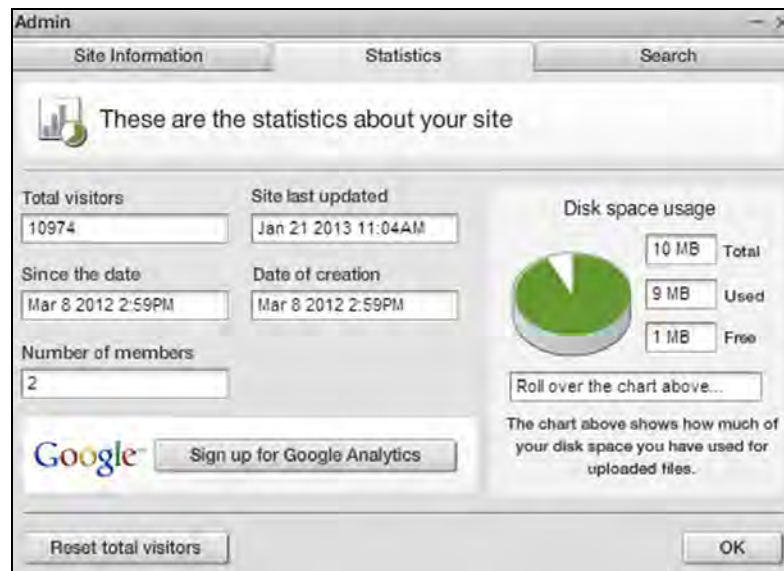 Admin
Site Information
Statistics
Search
These are the statistics about your site
Total visitors
10974
Site last updated
Jan 21 2013 11:04AM
Since the date
Mar 8 2012 2:59PM
Date of creation
Mar 8 2012 2:59PM
Number of members
2
Google™
Sign up for Google Analytics
Disk space usage
10 MB Total
9 MB Used
1 MB Free
Roll over the chart above...
The chart above shows how much of
your disk space you have used for
uploaded files.
Reset total visitors
OK